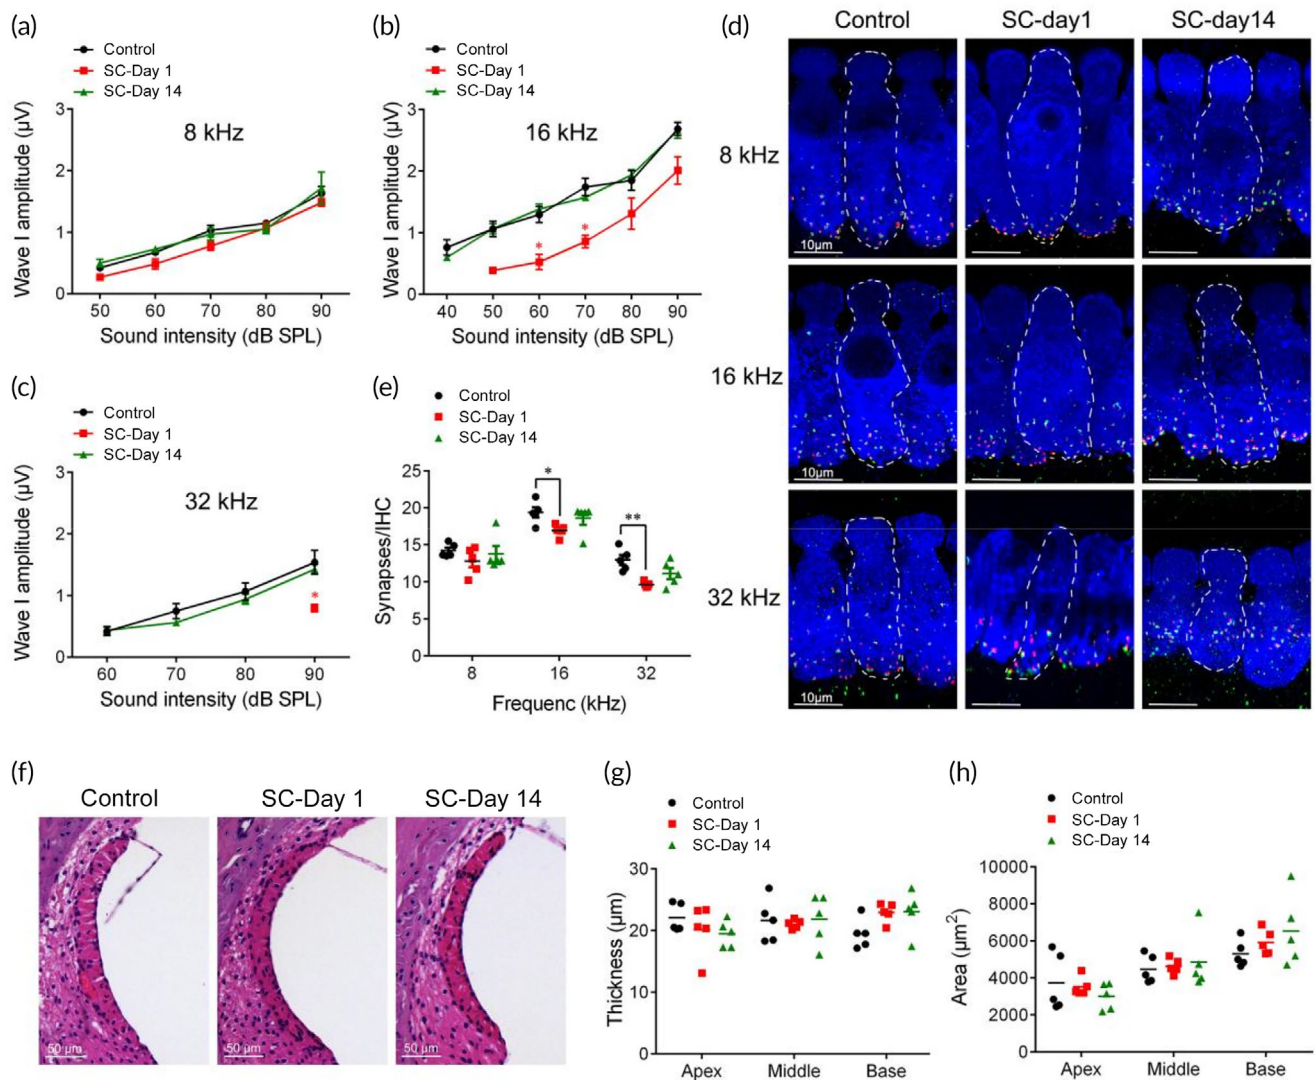 (a)
Control
SC-Day 1
SC-Day 14
8 kHz
Wave I amplitude (µV)
3
2
1
0
50 60 70 80 90
Sound intensity (dB SPL)
(b)
Control
SC-Day 1
SC-Day 14
16 kHz
Wave I amplitude (µV)
3
2
1
0
* *
40 50 60 70 80 90
Sound intensity (dB SPL)
(c)
Control
SC-Day 1
SC-Day 14
32 kHz
Wave I amplitude (µV)
3
2
1
0
*
60 70 80 90
Sound intensity (dB SPL)
(d)
Control SC-day1 SC-day14
8 kHz
10µm
16 kHz
10µm
32 kHz
10µm
(e)
Control
SC-Day 1
SC-Day 14
Synapses/IHC
25
20
15
10
5
0
* **
8 16 32
Frequenc (kHz)
(f)
Control SC-Day 1 SC-Day 14
50 µm 50 µm 50 µm
(g)
Control
SC-Day 1
SC-Day 14
Thickness (µm)
30
20
10
0
Apex Middle Base
(h)
Control
SC-Day 1
SC-Day 14
Area (µm²)
10000
8000
6000
4000
2000
0
Apex Middle Base